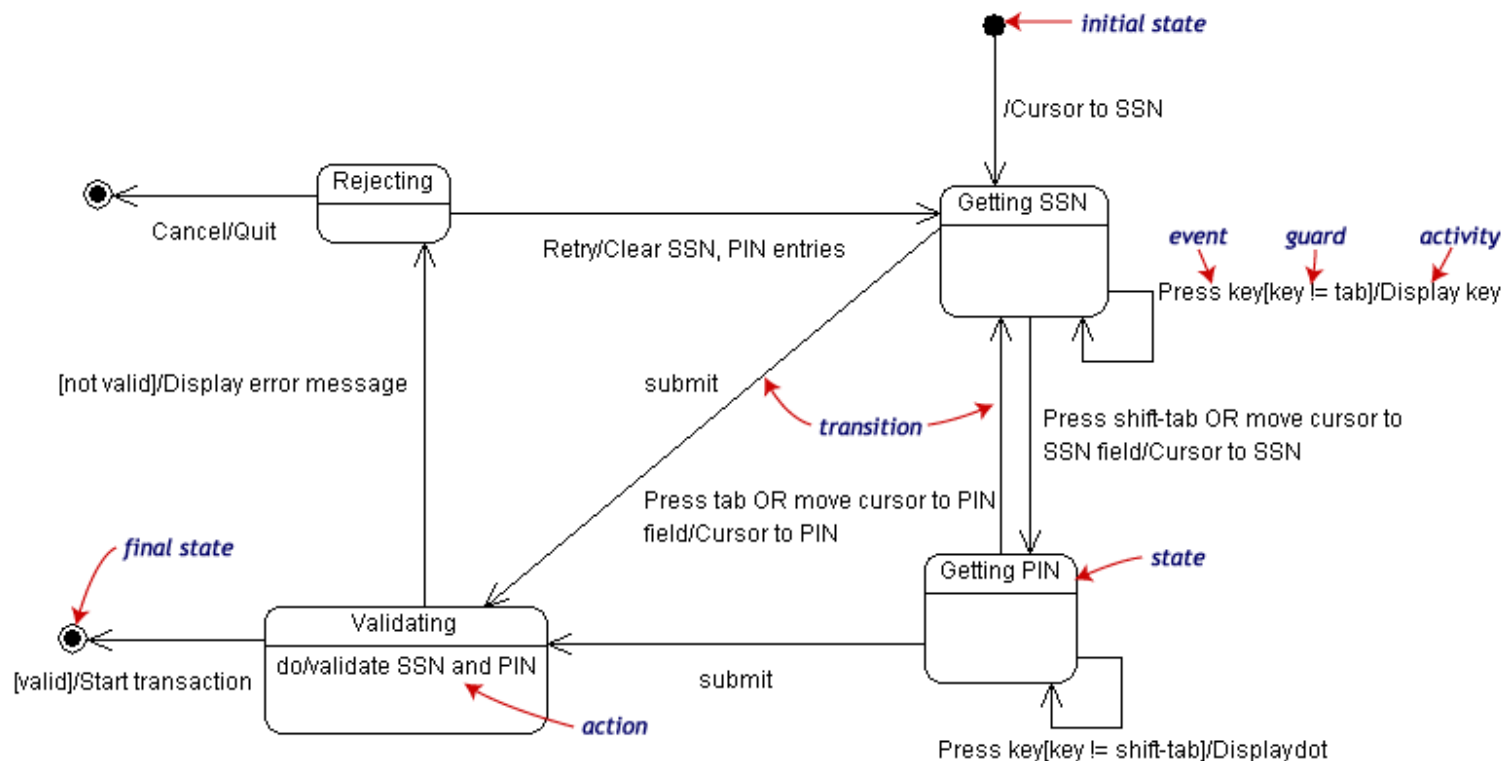 initial state
/Cursor to SSN
Rejecting
Getting SSN
Cancel/Quit
Retry/Clear SSN, PIN entries
event
guard
activity
Press key[key != tab]/Display key
[not valid]/Display error message
submit
transition
Press shift-tab OR move cursor to
SSN field/Cursor to SSN
Press tab OR move cursor to PIN
field/Cursor to PIN
final state
Getting PIN
state
Validating
do/validate SSN and PIN
[valid]/Start transaction
submit
action
Press key[key != shift-tab]/Displaydot